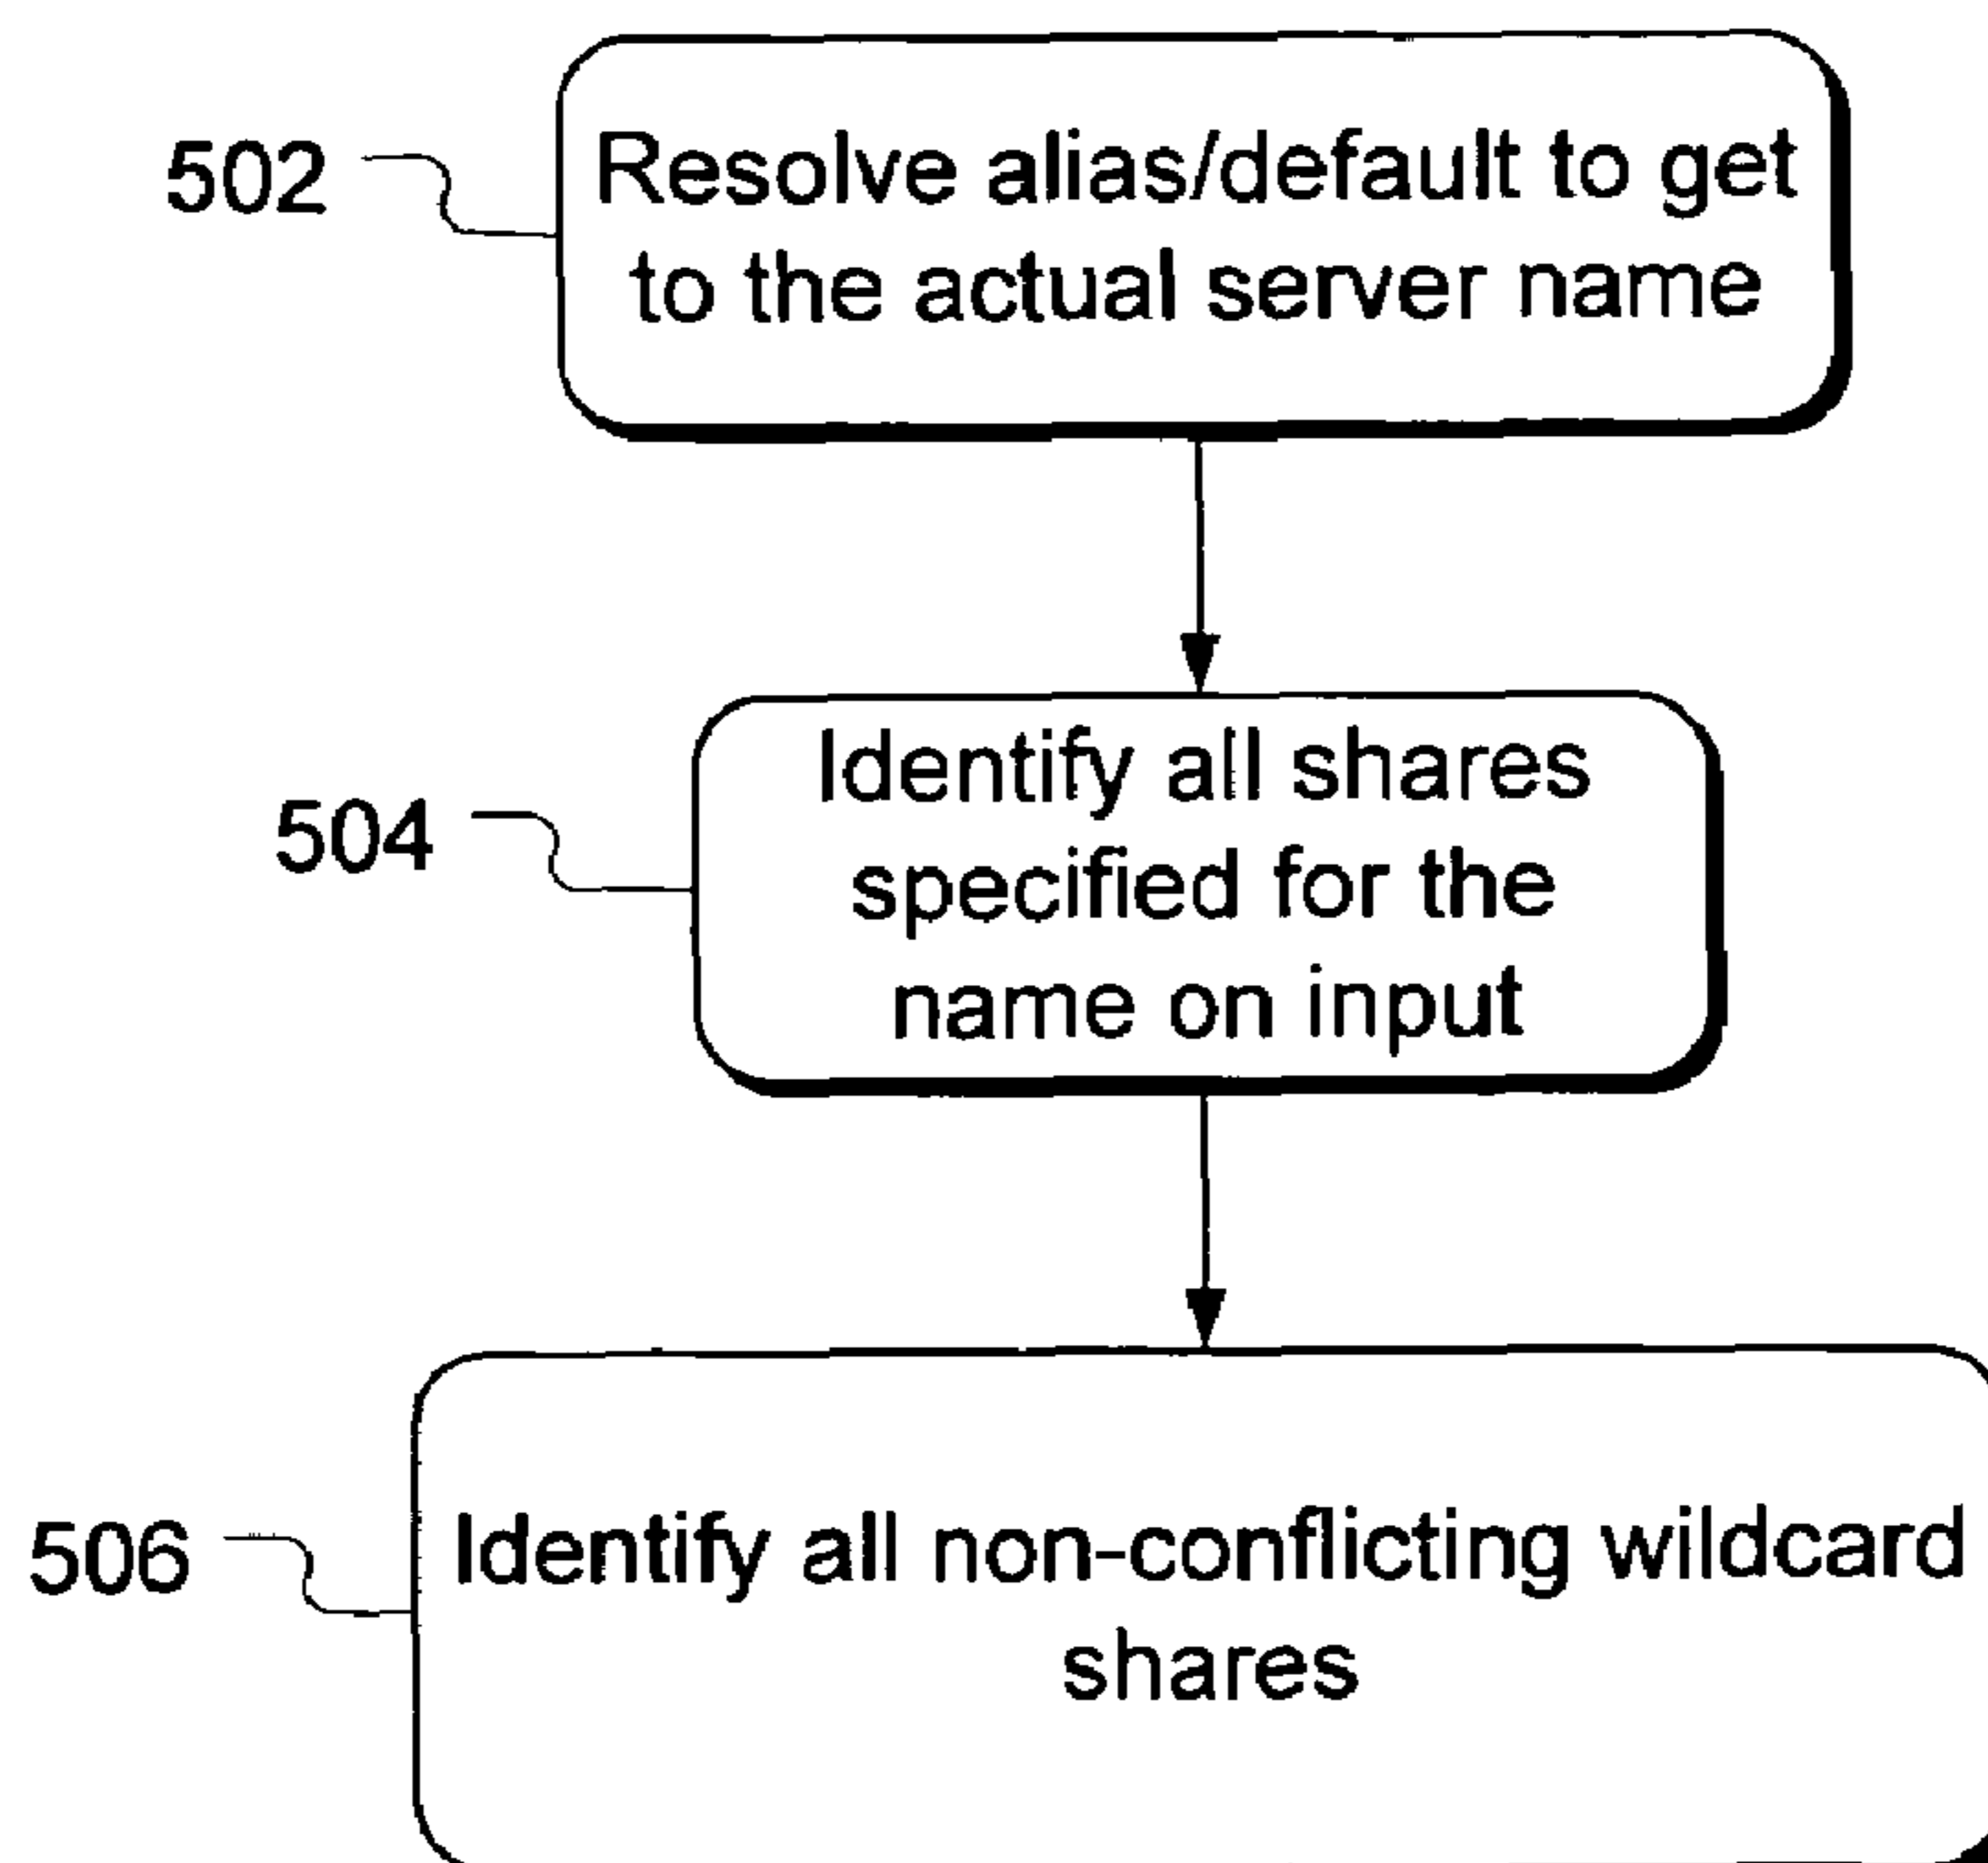 502
Resolve alias/default to get
to the actual server name
504
Identify all shares
specified for the
name on input
506
Identify all non-conflicting wildcard
shares